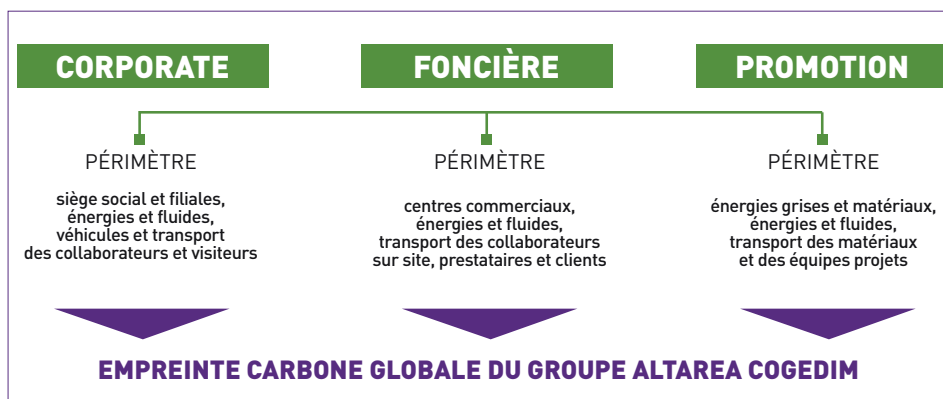 CORPORATE
FONCIÈRE
PROMOTION
PÉRIMÈTRE
siège social et filiales,
énergies et fluides,
véhicules et transport
des collaborateurs et visiteurs
PÉRIMÈTRE
centres commerciaux,
énergies et fluides,
transport des collaborateurs
sur site, prestataires et clients
PÉRIMÈTRE
énergies grises et matériaux,
énergies et fluides,
transport des matériaux
et des équipes projets
EMPREINTE CARBONE GLOBALE DU GROUPE ALTAREA COGEDIM